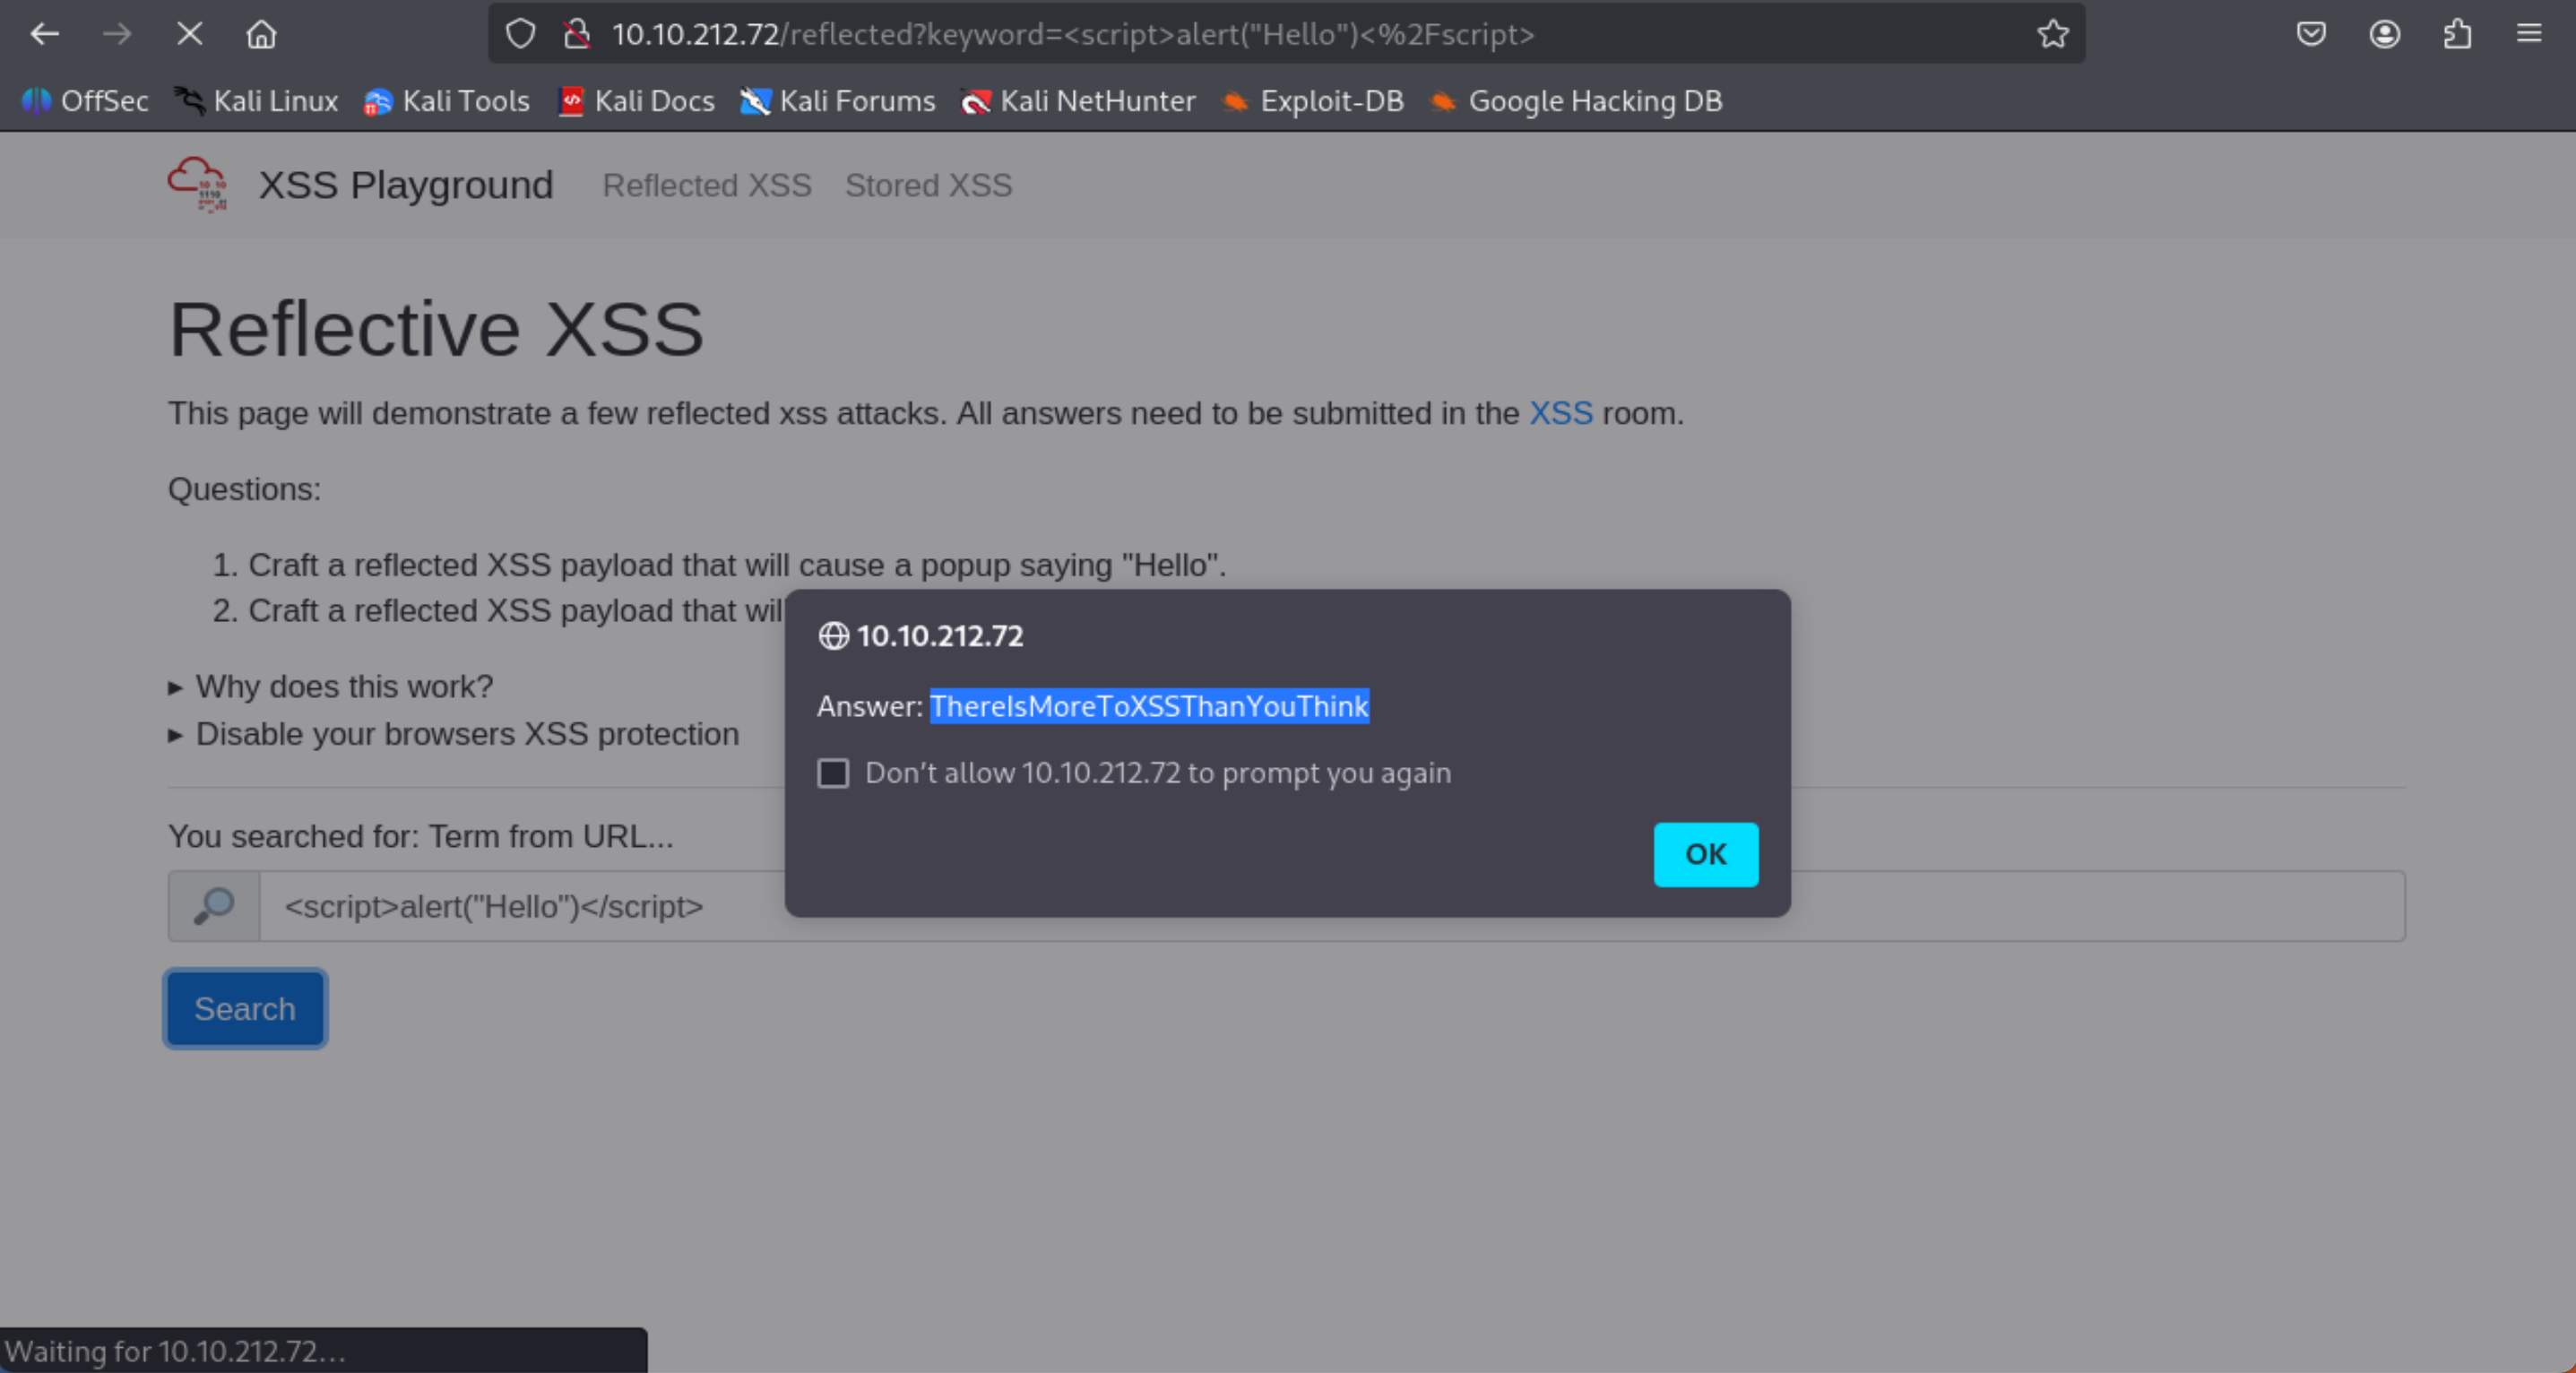 10.10.212.72/reflected?keyword=<script>alert("Hello")<%2Fscript>
OffSec Kali Linux Kali Tools Kali Docs Kali Forums Kali NetHunter Exploit-DB Google Hacking DB
XSS Playground Reflected XSS Stored XSS
Reflective XSS
This page will demonstrate a few reflected xss attacks. All answers need to be submitted in the XSS room.
Questions:
1. Craft a reflected XSS payload that will cause a popup saying "Hello".
2. Craft a reflected XSS payload that wil
10.10.212.72
Answer: ThereIsMoreToXSSThanYouThink
Don't allow 10.10.212.72 to prompt you again
OK
▸ Why does this work?
▸ Disable your browsers XSS protection
You searched for: Term from URL...
<script>alert("Hello")</script>
Search
Waiting for 10.10.212.72...